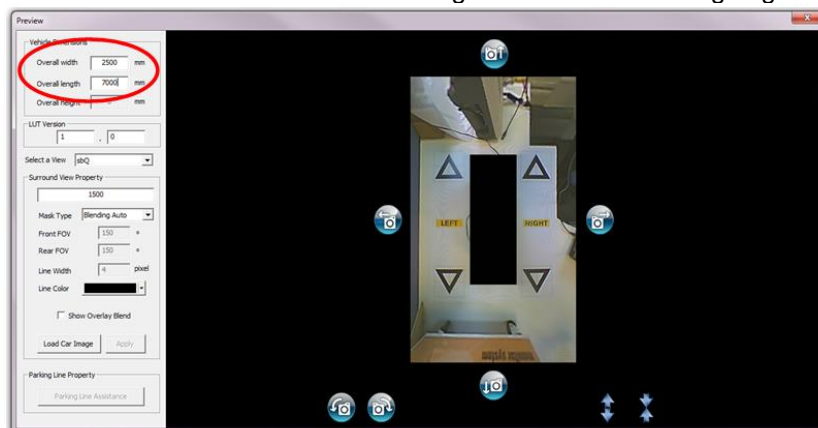 Preview
Vehicle Dimensions
Overall width 2500 mm
Overall length 7000 mm
Overall height mm
LUT Version
1 . 0
Select a View sbQ
Surround View Property
1500
Mask Type Blending Auto
Front FOV 150 °
Rear FOV 150 °
Line Width 4 pixel
Line Color
Show Overlay Blend
Load Car Image Apply
Parking Line Property
Parking Line Assistance
LEFT RIGHT
monitor system